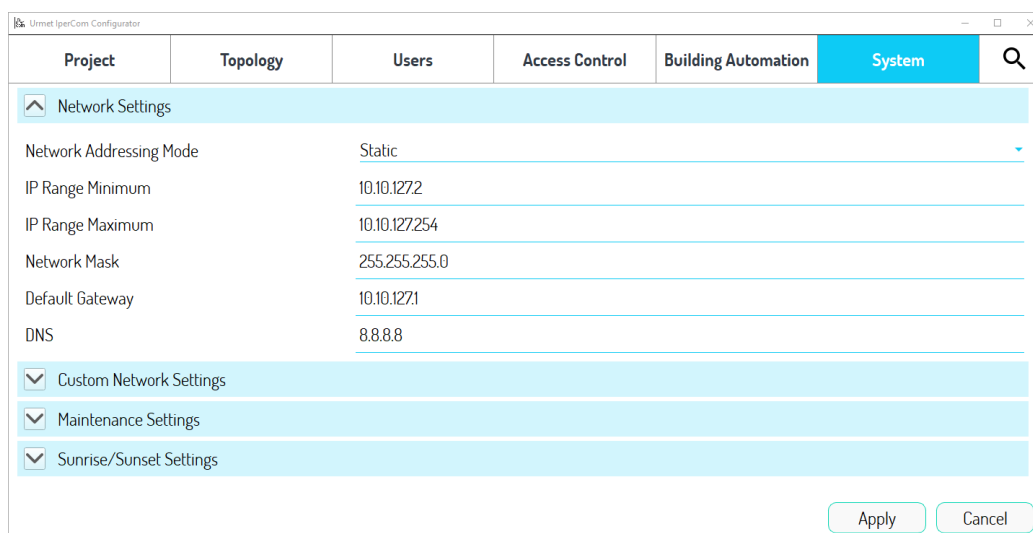 Urmet IperCom Configurator
Project Topology Users Access Control Building Automation System
Network Settings
Network Addressing Mode Static
IP Range Minimum 10.10.127.2
IP Range Maximum 10.10.127.254
Network Mask 255.255.255.0
Default Gateway 10.10.127.1
DNS 8.8.8.8
Custom Network Settings
Maintenance Settings
Sunrise/Sunset Settings
Apply Cancel